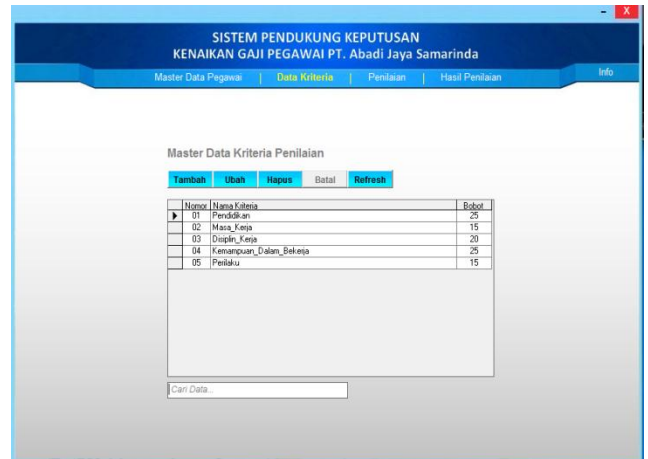 - X
SISTEM PENDUKUNG KEPUTUSAN
KENAIKAN GAJI PEGAWAI PT. Abadi Jaya Samarinda
Master Data Pegawai | Data Kriteria | Penilaian | Hasil Penilaian Info
Master Data Kriteria Penilaian
Tambah Ubah Hapus Batal Refresh
Nomor Nama Kriteria Bobot
01 Pendidikan 25
02 Masa_Kerja 15
03 Disiplin_Kerja 20
04 Kemampuan_Dalam_Bekerja 25
05 Perilaku 15
Cari Data...